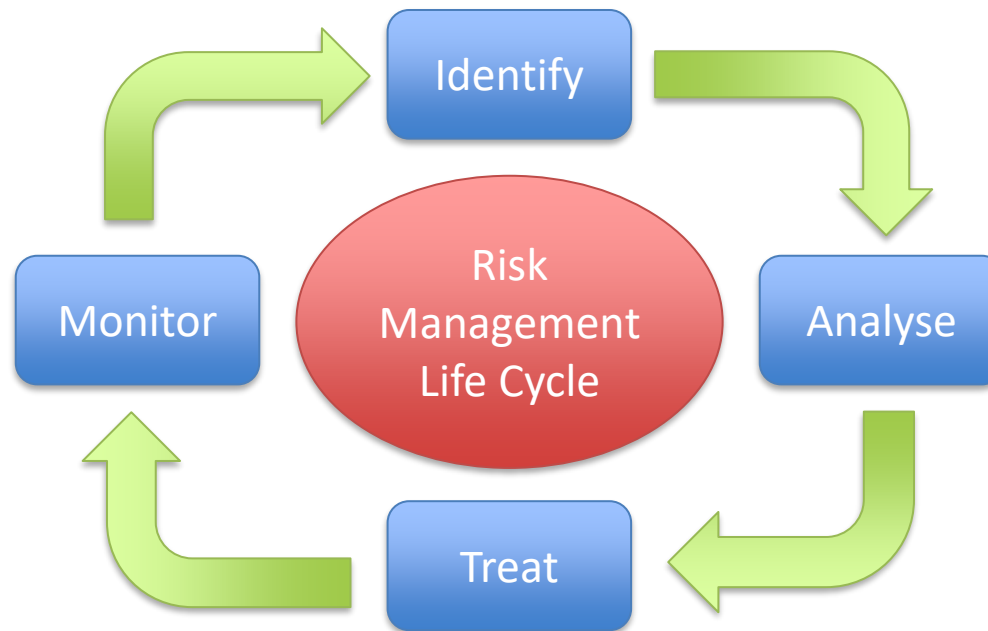 Identify
Risk
Management
Life Cycle
Monitor
Analyse
Treat